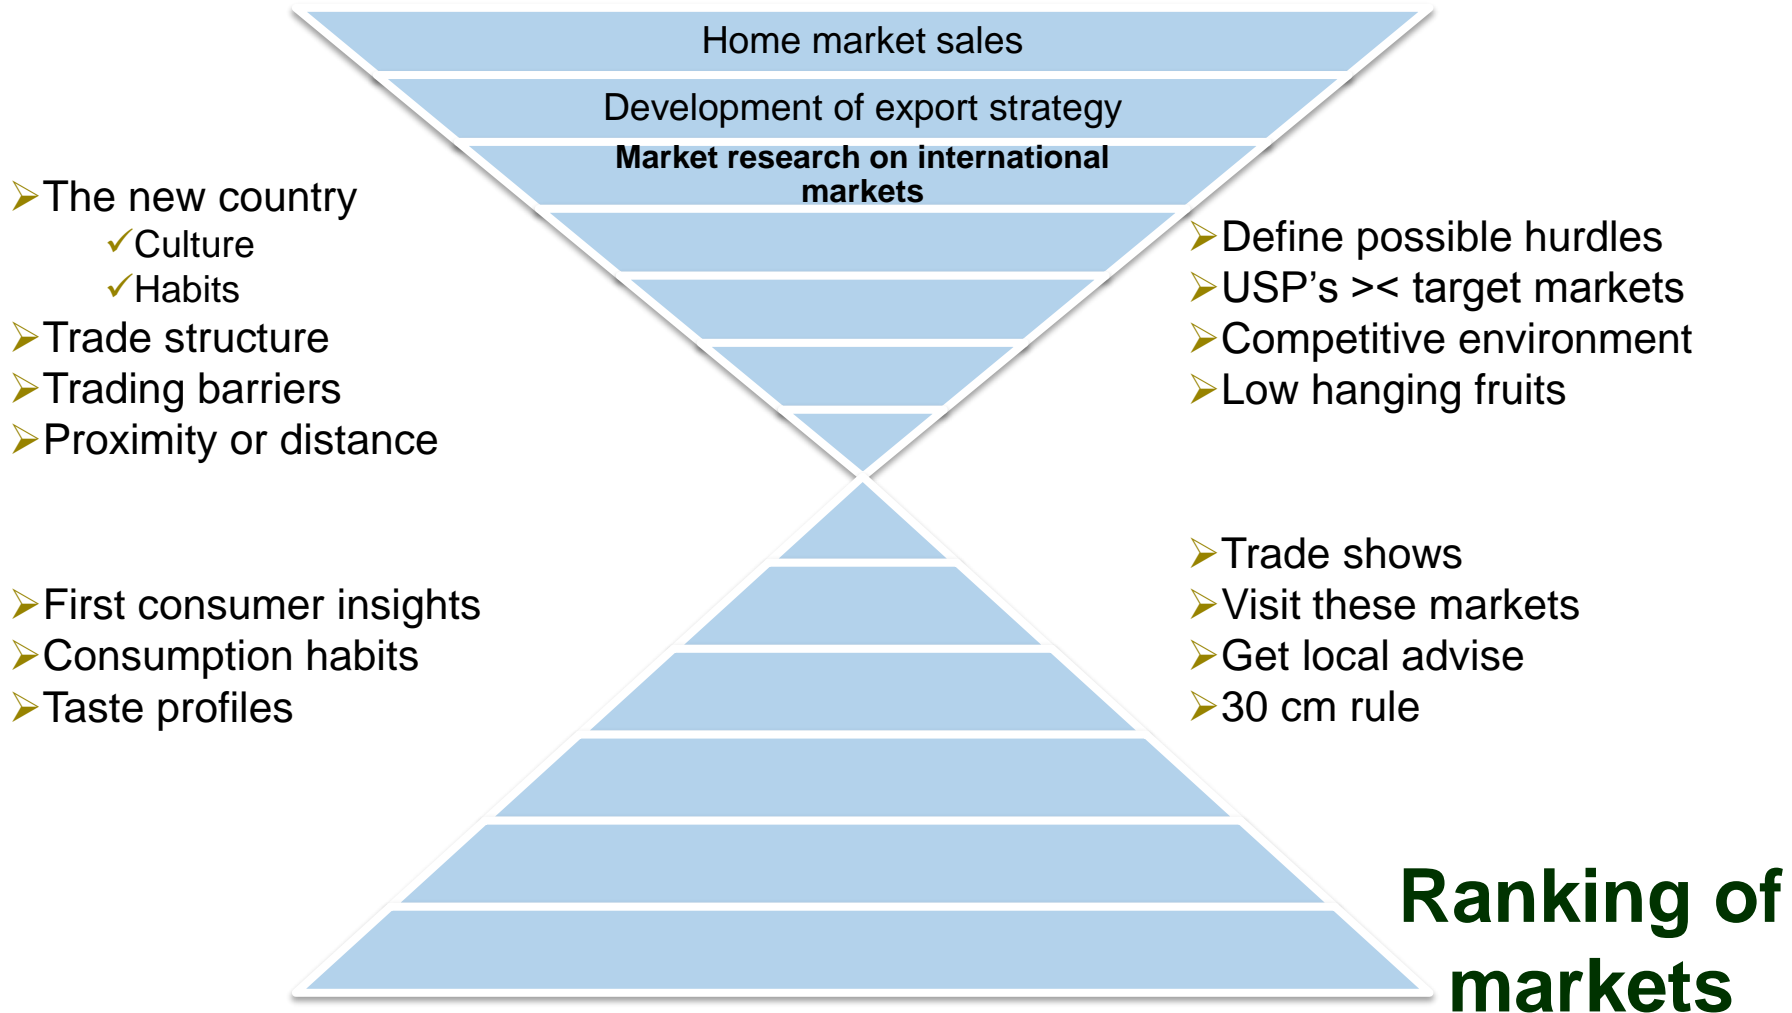 Home market sales
Development of export strategy
Market research on international
markets
The new country
Culture
Habits
Trade structure
Trading barriers
Proximity or distance
Define possible hurdles
USP’s >< target markets
Competitive environment
Low hanging fruits
First consumer insights
Consumption habits
Taste profiles
Trade shows
Visit these markets
Get local advise
30 cm rule
Ranking of
markets